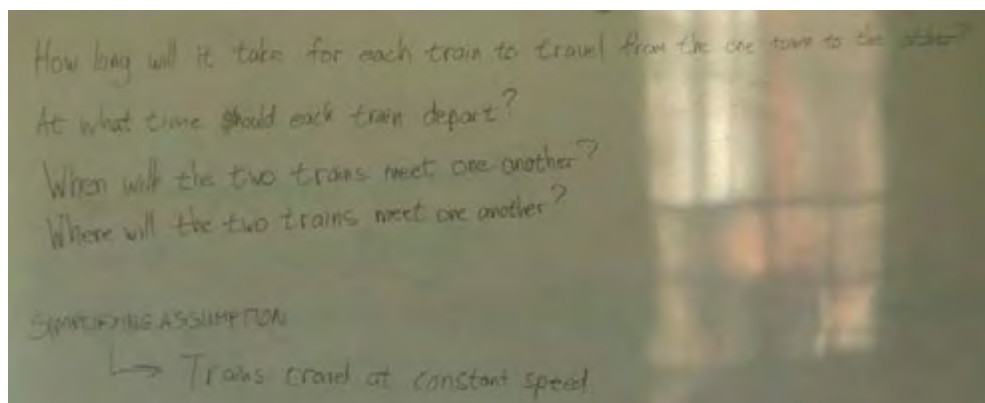 How long will it take for each train to travel from the one town to the other?
At what time should each train depart?
When will the two trains meet one another?
Where will the two trains meet one another?
SIMPLIFYING ASSUMPTION
↳ Trains travel at constant speed.